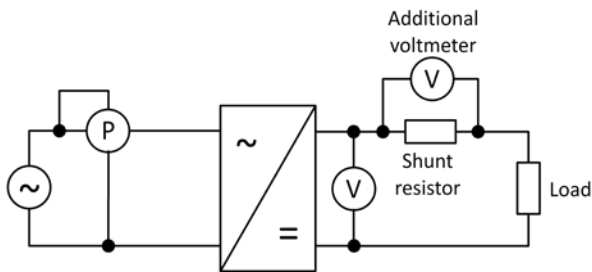 Additional
voltmeter
V
P
~
Shunt
resistor
~
V
Load
=